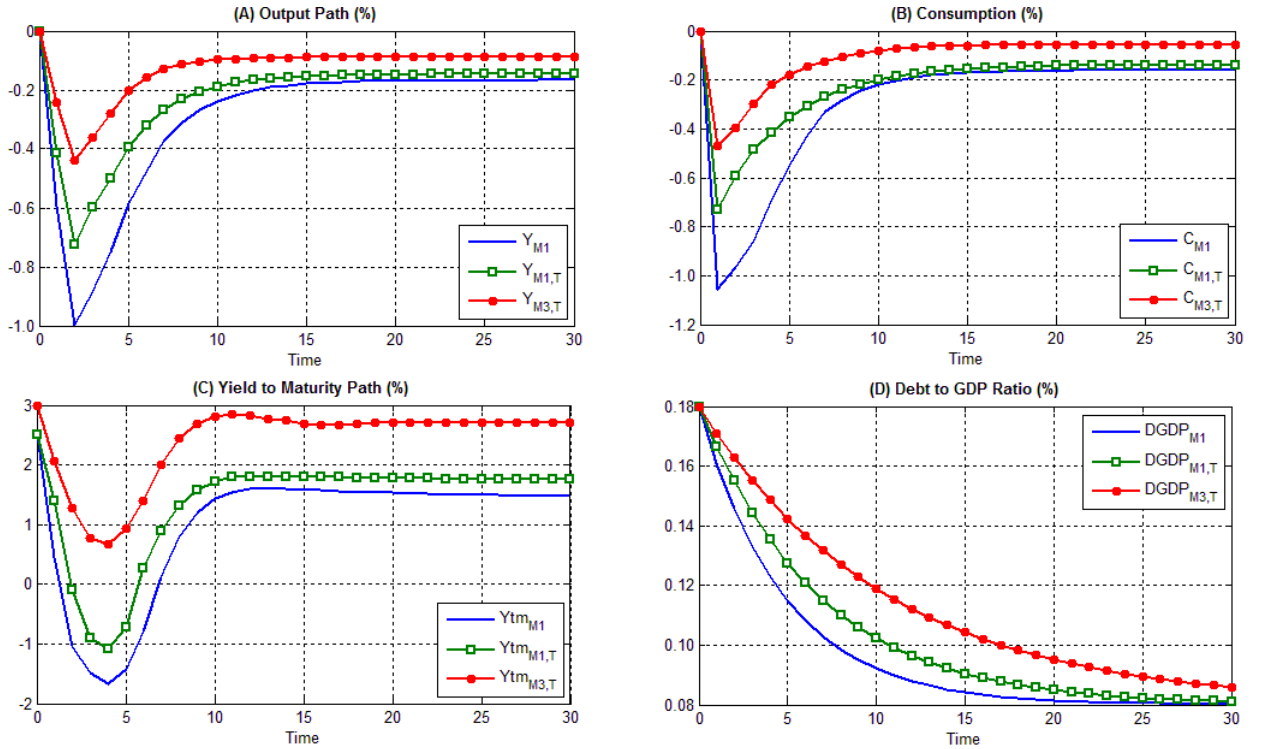 (A) Output Path (%)
0
-0.2
-0.4
-0.6
-0.8
-1.0
0 5 10 15 20 25 30
Time
Y_M1
Y_M1,T
Y_M3,T
(B) Consumption (%)
0
-0.2
-0.4
-0.6
-0.8
-1.0
-1.2
0 5 10 15 20 25 30
Time
C_M1
C_M1,T
C_M3,T
(C) Yield to Maturity Path (%)
3
2
1
0
-1
-2
0 5 10 15 20 25 30
Time
Ytm_M1
Ytm_M1,T
Ytm_M3,T
(D) Debt to GDP Ratio (%)
0.18
0.16
0.14
0.12
0.10
0.08
0 5 10 15 20 25 30
Time
DGDP_M1
DGDP_M1,T
DGDP_M3,T